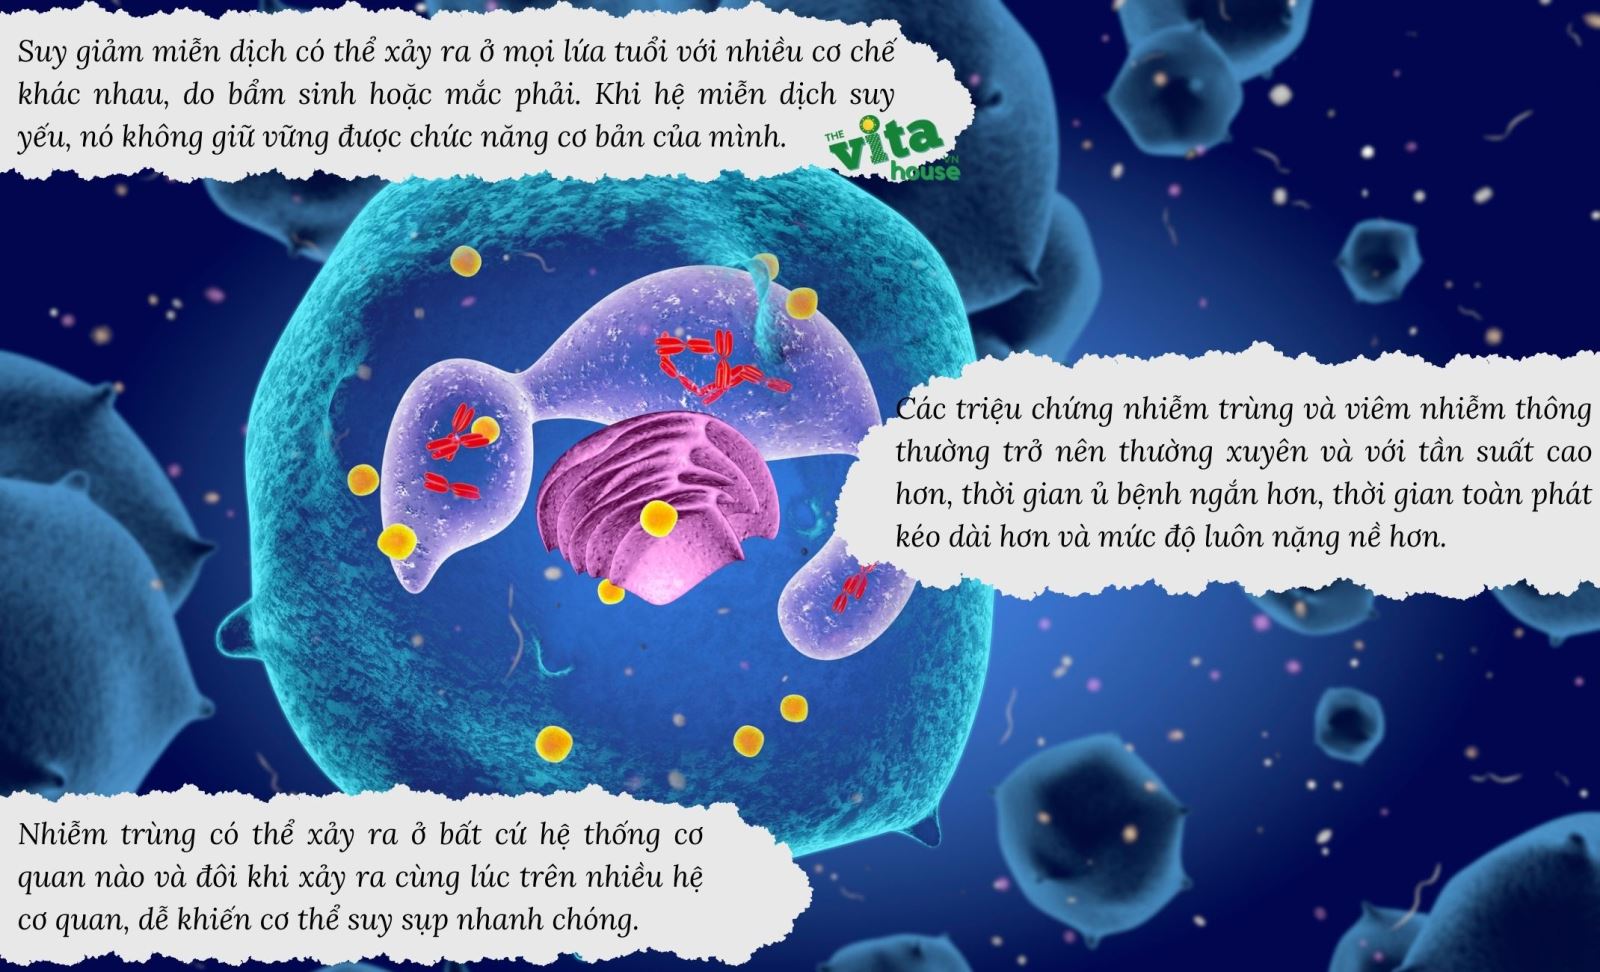 Suy giảm miễn dịch có thể xảy ra ở mọi lứa tuổi với nhiều cơ chế
khác nhau, do bẩm sinh hoặc mắc phải. Khi hệ miễn dịch suy
yếu, nó không giữ vững được chức năng cơ bản của mình.
THE
vita
VN
house
Các triệu chứng nhiễm trùng và viêm nhiễm thông
thường trở nên thường xuyên và với tần suất cao
hơn, thời gian ủ bệnh ngắn hơn, thời gian toàn phát
kéo dài hơn và mức độ luôn nặng nề hơn.
Nhiễm trùng có thể xảy ra ở bất cứ hệ thống cơ
quan nào và đôi khi xảy ra cùng lúc trên nhiều hệ
cơ quan, dễ khiến cơ thể suy sụp nhanh chóng.